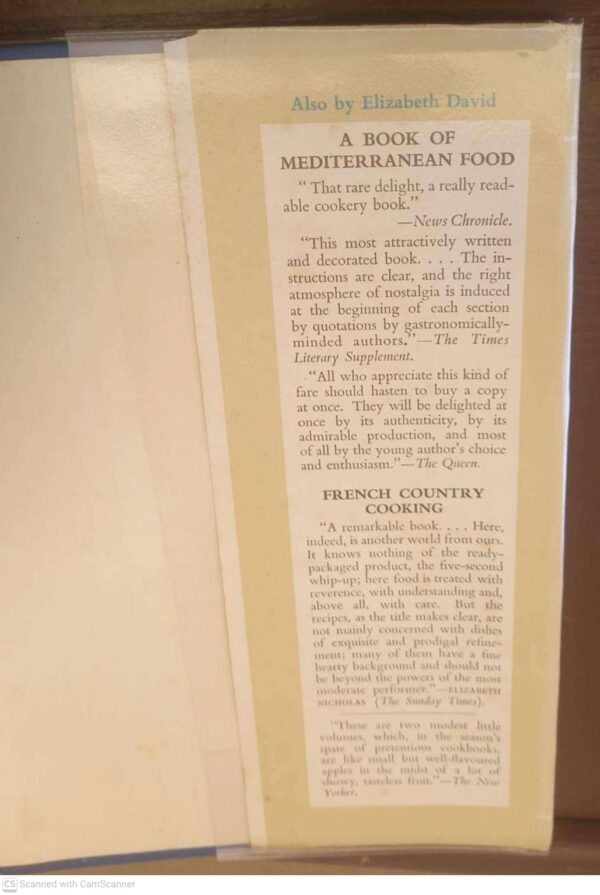 Also by Elizabeth David
A BOOK OF
MEDITERRANEAN FOOD
“ That rare delight, a really read-
able cookery book.”
—News Chronicle.
“This most attractively written
and decorated book. . . . The in-
structions are clear, and the right
atmosphere of nostalgia is induced
at the beginning of each section
by quotations by gastronomically-
minded authors.”—The Times
Literary Supplement.
“All who appreciate this kind of
fare should hasten to buy a copy
at once. They will be delighted at
once by its authenticity, by its
admirable production, and most
of all by the young author’s choice
and enthusiasm.”—The Queen.
FRENCH COUNTRY
COOKING
“A remarkable book. . . . Here,
indeed, is another world from ours.
It knows nothing of the ready-
packaged product, the five-second
whip-up; here food is treated with
reverence, with understanding and,
above all, with care. But the
recipes, as the title makes clear, are
not mainly concerned with dishes
of exquisite and prodigal refine-
ment; many of them have a fine
hearty background and should not
be beyond the powers of the most
moderate performer.”—ELIZABETH
NICHOLAS (The Sunday Times).
“These are two modest little
volumes, which, in the season’s
spate of pretentious cookbooks,
are like small but well-flavoured
apples in the midst of a lot of
showy, tasteless fruit.”—The New
Yorker.
CS Scanned with CamScanner